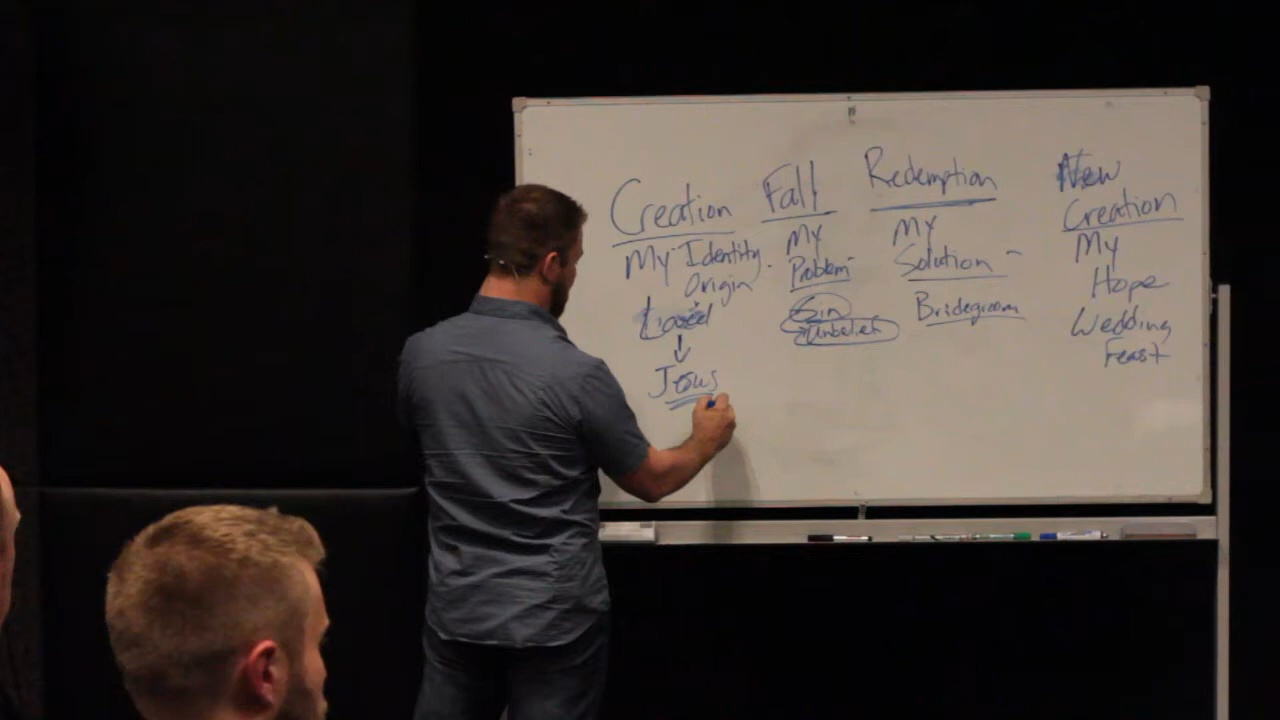 Creation
My Identity
Origin
Loved
Jesus
Fall
My
Problem
Sin
Unbelief
Redemption
My
Solution -
Bridegroom
New
Creation
My
Hope
Wedding
Feast